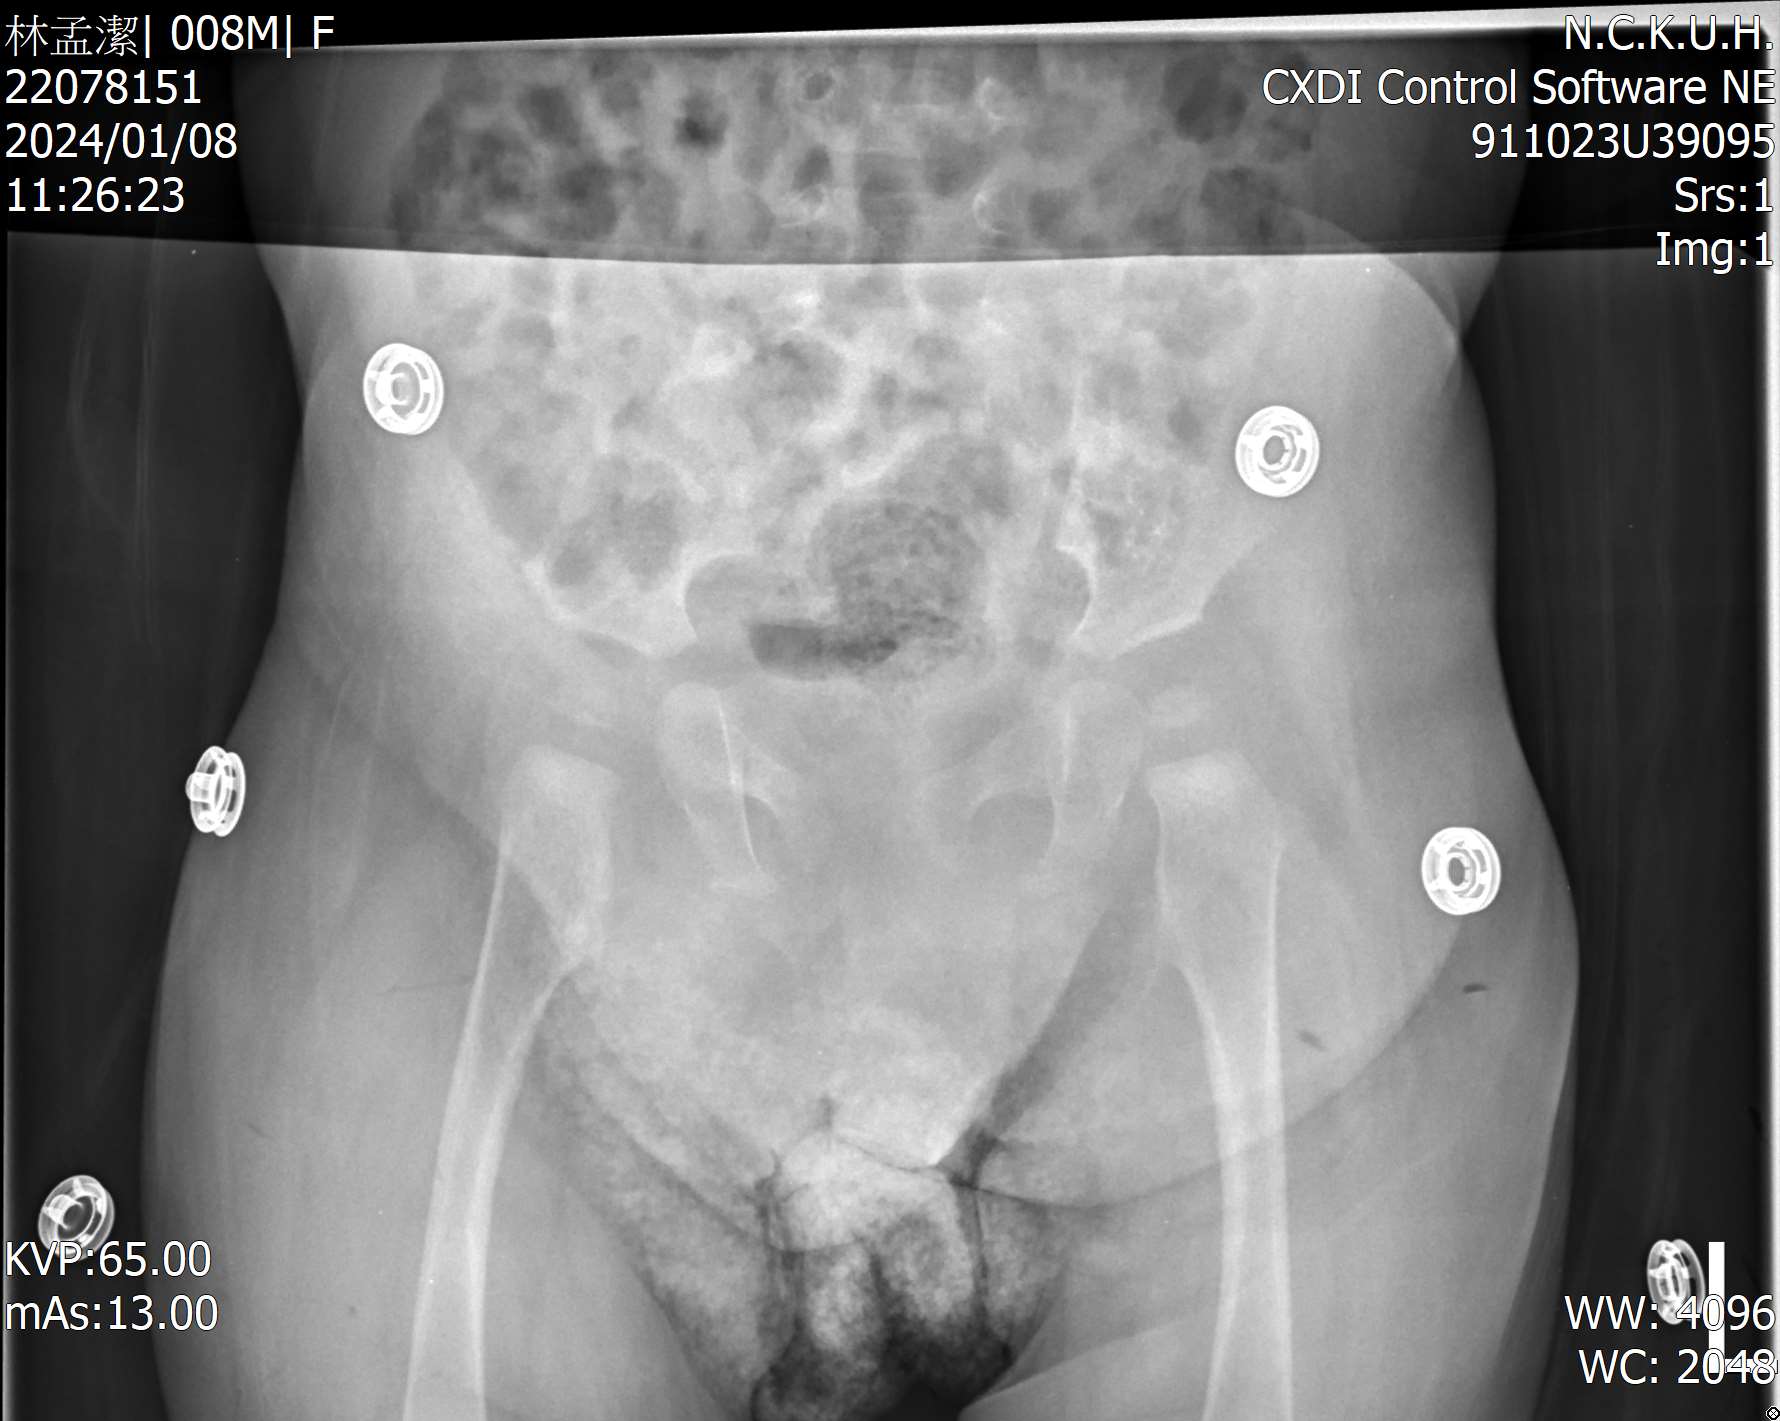 林孟潔| 008M| F
22078151
2024/01/08
11:26:23
N.C.K.U.H.
CXDI Control Software NE
911023U39095
Srs:1
Img:1
KVP:65.00
mAs:13.00
WW: 4096
WC: 2048
L